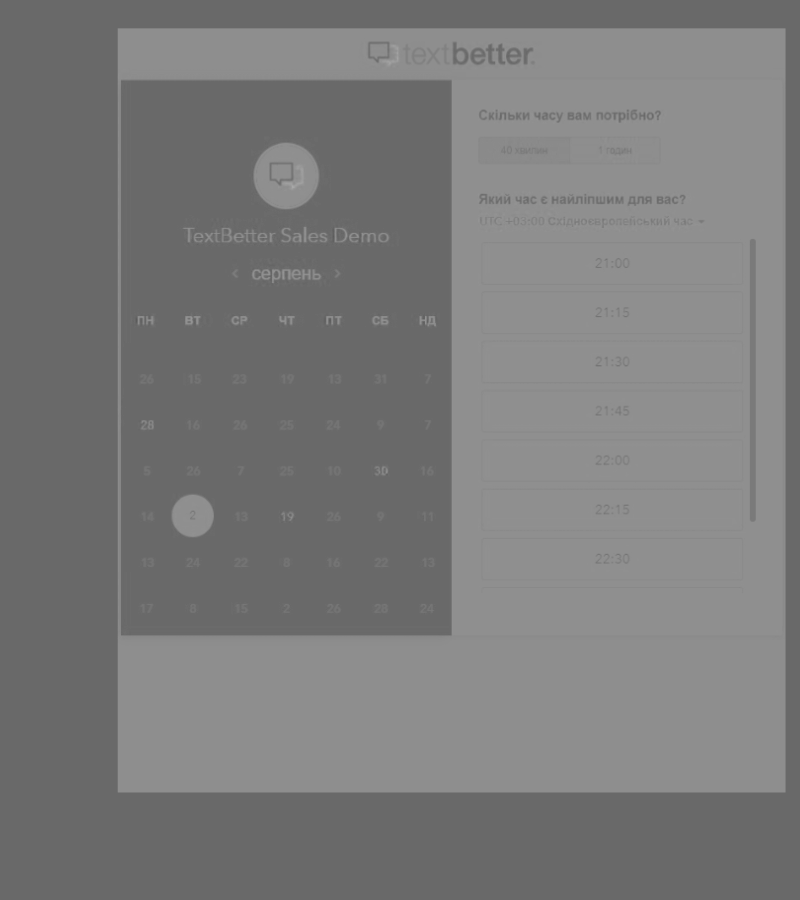 textbetter.
TextBetter Sales Demo
‹ серпень ›
ПН ВТ СР ЧТ ПТ СБ НД
26 15 23 19 13 31 7
28 16 26 25 24 9 7
5 26 7 25 10 30 16
14 2 13 19 26 9 11
13 24 22 8 16 22 13
17 8 15 2 26 28 24
Скільки часу вам потрібно?
40 хвилин 1 годин
Який час є найліпшим для вас?
UTC +03:00 Східноєвропейський час
21:00
21:15
21:30
21:45
22:00
22:15
22:30